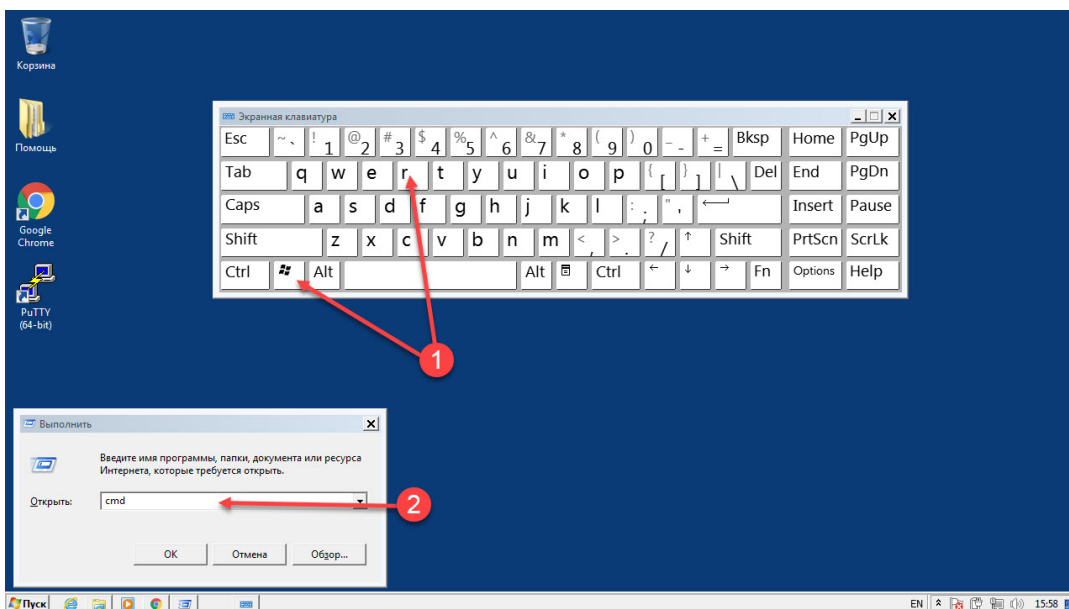 Корзина
Помощь
Google
Chrome
PuTTY
(64-bit)
Экранная клавиатура
Esc ~ ` ! 1 @ 2 # 3 $ 4 % 5 ^ 6 & 7 * 8 ( 9 ) 0 _ - + = Bksp Home PgUp
Tab q w e r t y u i o p { [ } ] | \ Del End PgDn
Caps a s d f g h j k l : ; " ' Insert Pause
Shift z x c v b n m < , > . ? / ↑ Shift PrtScn ScrLk
Ctrl Alt Alt Ctrl ← ↓ → Fn Options Help
1
Выполнить
Введите имя программы, папки, документа или ресурса
Интернета, которые требуется открыть.
Открыть: cmd
2
ОК Отмена Обзор...
Пуск EN 15:58